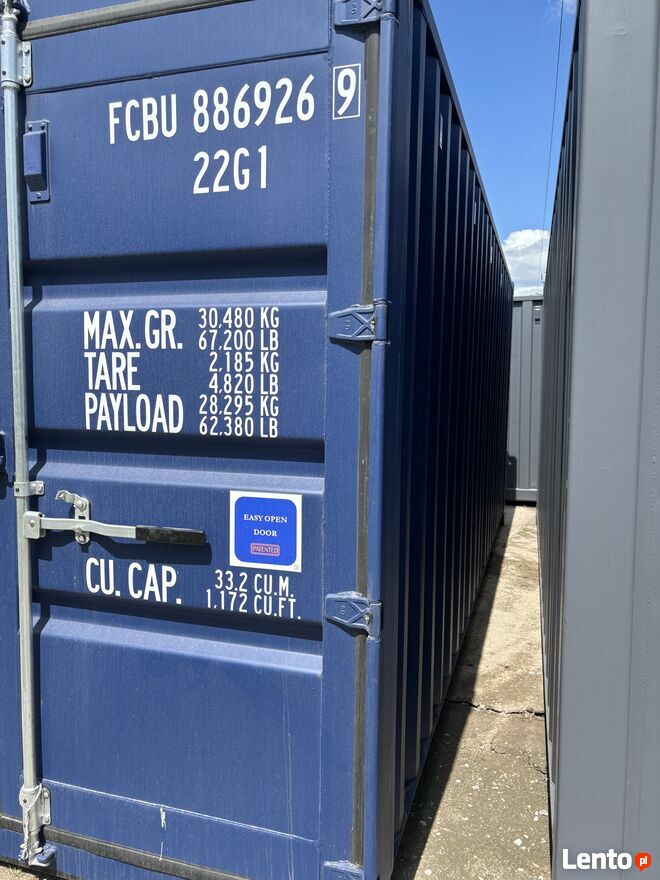 FCBU 886926 9
22G1
MAX. GR. 30,480 KG
67,200 LB
TARE 2,185 KG
4,820 LB
PAYLOAD 28,295 KG
62,380 LB
EASY OPEN
DOOR
PATENTED
CU. CAP. 33.2 CU.M.
1,172 CU.FT.
Lento.pl